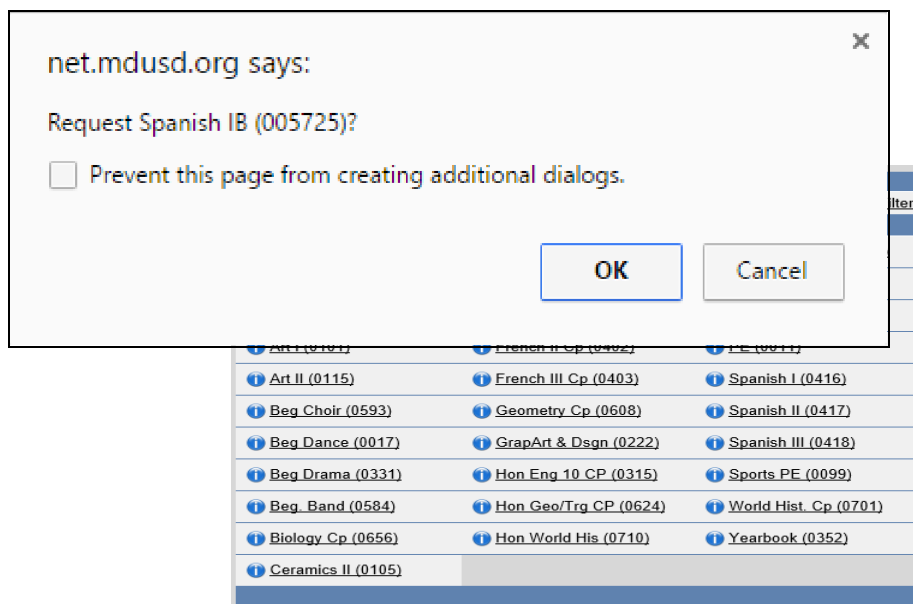 net.mdusd.org says:
Request Spanish IB (005725)?
Prevent this page from creating additional dialogs.
OK Cancel
Art II (0115) French III Cp (0403) Spanish I (0416)
Beg Choir (0593) Geometry Cp (0608) Spanish II (0417)
Beg Dance (0017) GrapArt & Dsgn (0222) Spanish III (0418)
Beg Drama (0331) Hon Eng 10 CP (0315) Sports PE (0099)
Beg. Band (0584) Hon Geo/Trg CP (0624) World Hist. Cp (0701)
Biology Cp (0656) Hon World His (0710) Yearbook (0352)
Ceramics II (0105)